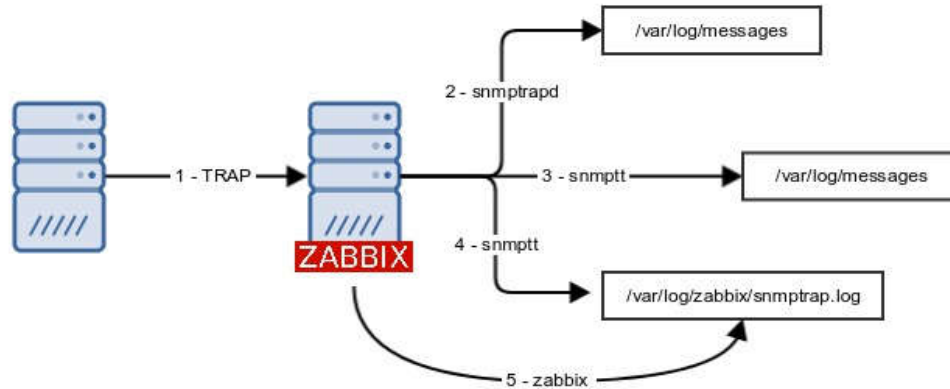 /var/log/messages
2 - snmptrapd
1 - TRAP
3 - snmptt
/var/log/messages
4 - snmptt
ZABBIX
/var/log/zabbix/snmptrap.log
5 - zabbix